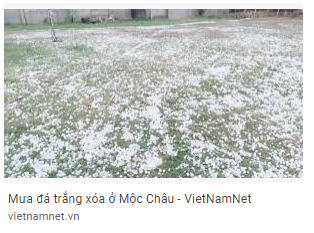 Mưa đá trắng xóa ở Mộc Châu - VietNamNet
vietnamnet.vn